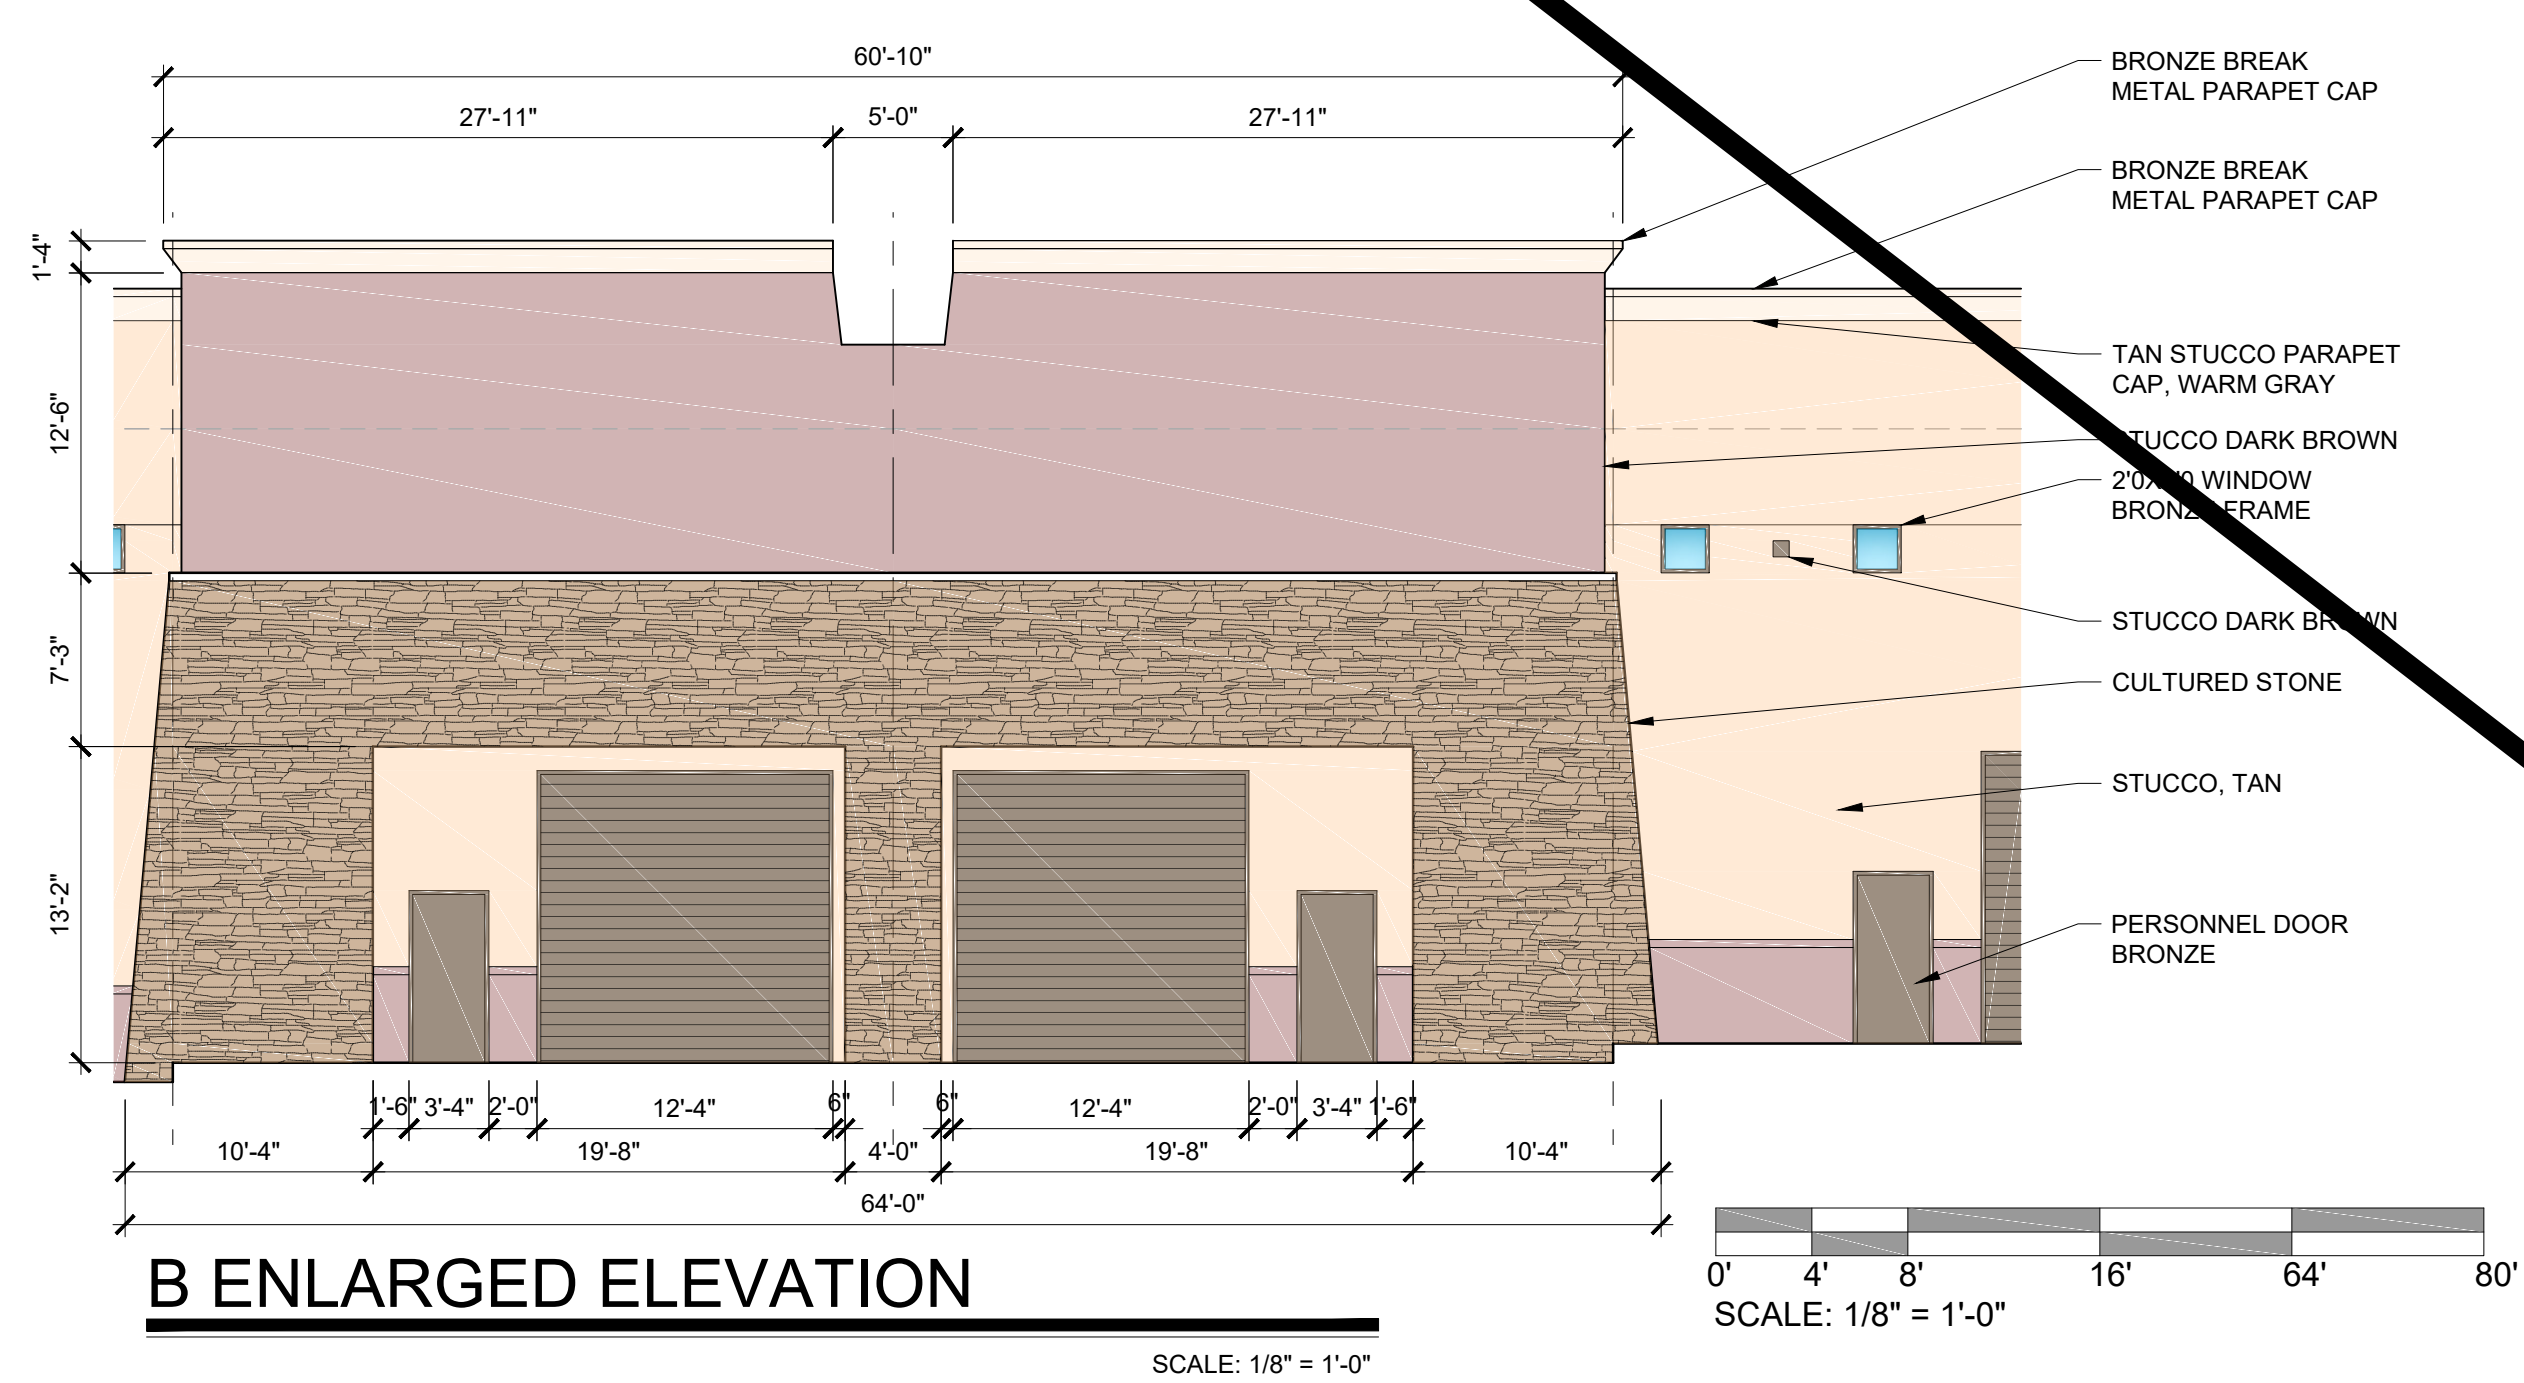 60'-10"
27'-11" 5'-0" 27'-11"
BRONZE BREAK
METAL PARAPET CAP
BRONZE BREAK
METAL PARAPET CAP
TAN STUCCO PARAPET
CAP, WARM GRAY
STUCCO DARK BROWN
WINDOW
FRAME
STUCCO DARK BROWN
CULTURED STONE
STUCCO, TAN
PERSONNEL DOOR
BRONZE
1'-4"
12'-6"
7'-3"
13'-2"
1'-6" 3'-4" 2'-0" 12'-4" 6" 6" 12'-4" 2'-0" 3'-4" 1'-6"
10'-4" 19'-8" 4'-0" 19'-8" 10'-4"
64'-0"
B ENLARGED ELEVATION
SCALE: 1/8" = 1'-0"
0' 4' 8' 16' 64' 80'
SCALE: 1/8" = 1'-0"